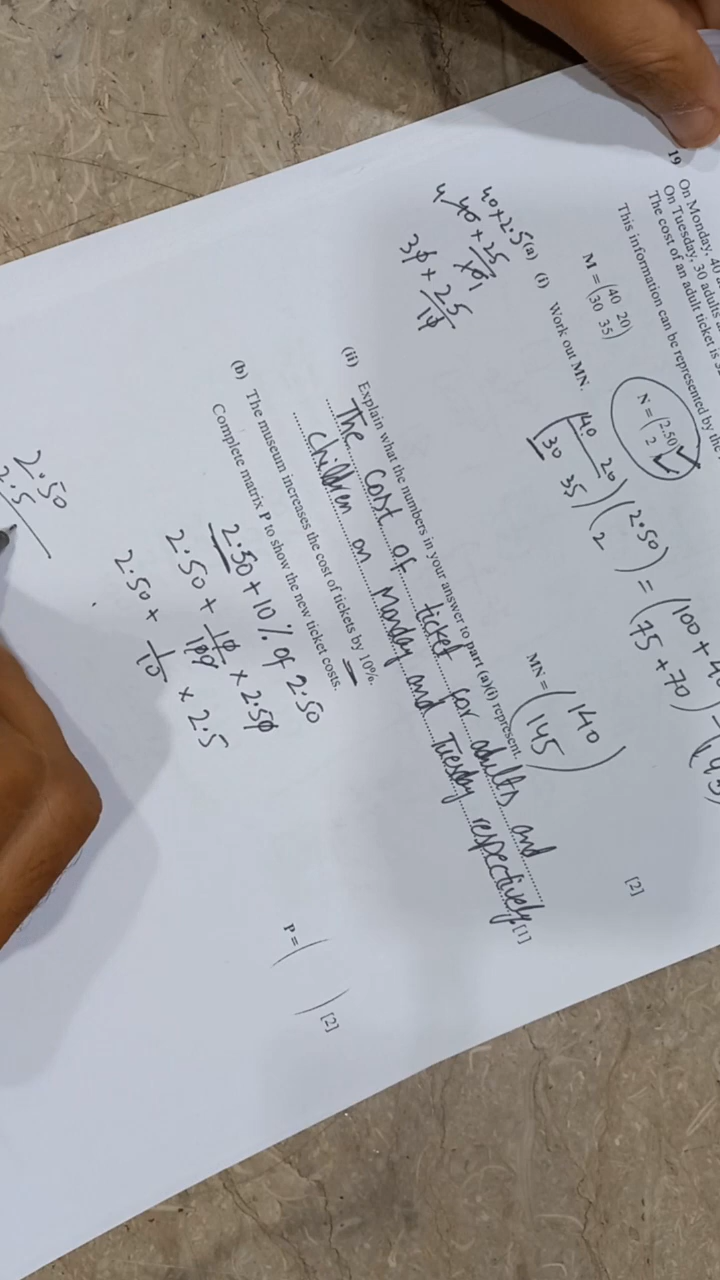 19 On Monday, 40
On Tuesday, 30 adults
The cost of an adult ticket is
This information can be represented by the
M = (40 20
30 35)
N = (2.50
2)
(a) (i) Work out MN.
(40 20
30 35) (2.50
2) = (100 + 40
75 + 70)
40 × 2.5
4 40 × 25
10 1
30 × 25
10
MN = (140
145)
[2]
(ii) Explain what the numbers in your answer to part (a)(i) represent.
The cost of ticket for adults and
children on Monday and Tuesday respectively. [1]
(b) The museum increases the cost of tickets by 10%.
Complete matrix P to show the new ticket costs.
2.50 + 10% of 2.50
2.50 + 10/100 × 2.50
2.50 + 1/10 × 2.5
2.50
2.5
P = ( ) [2]